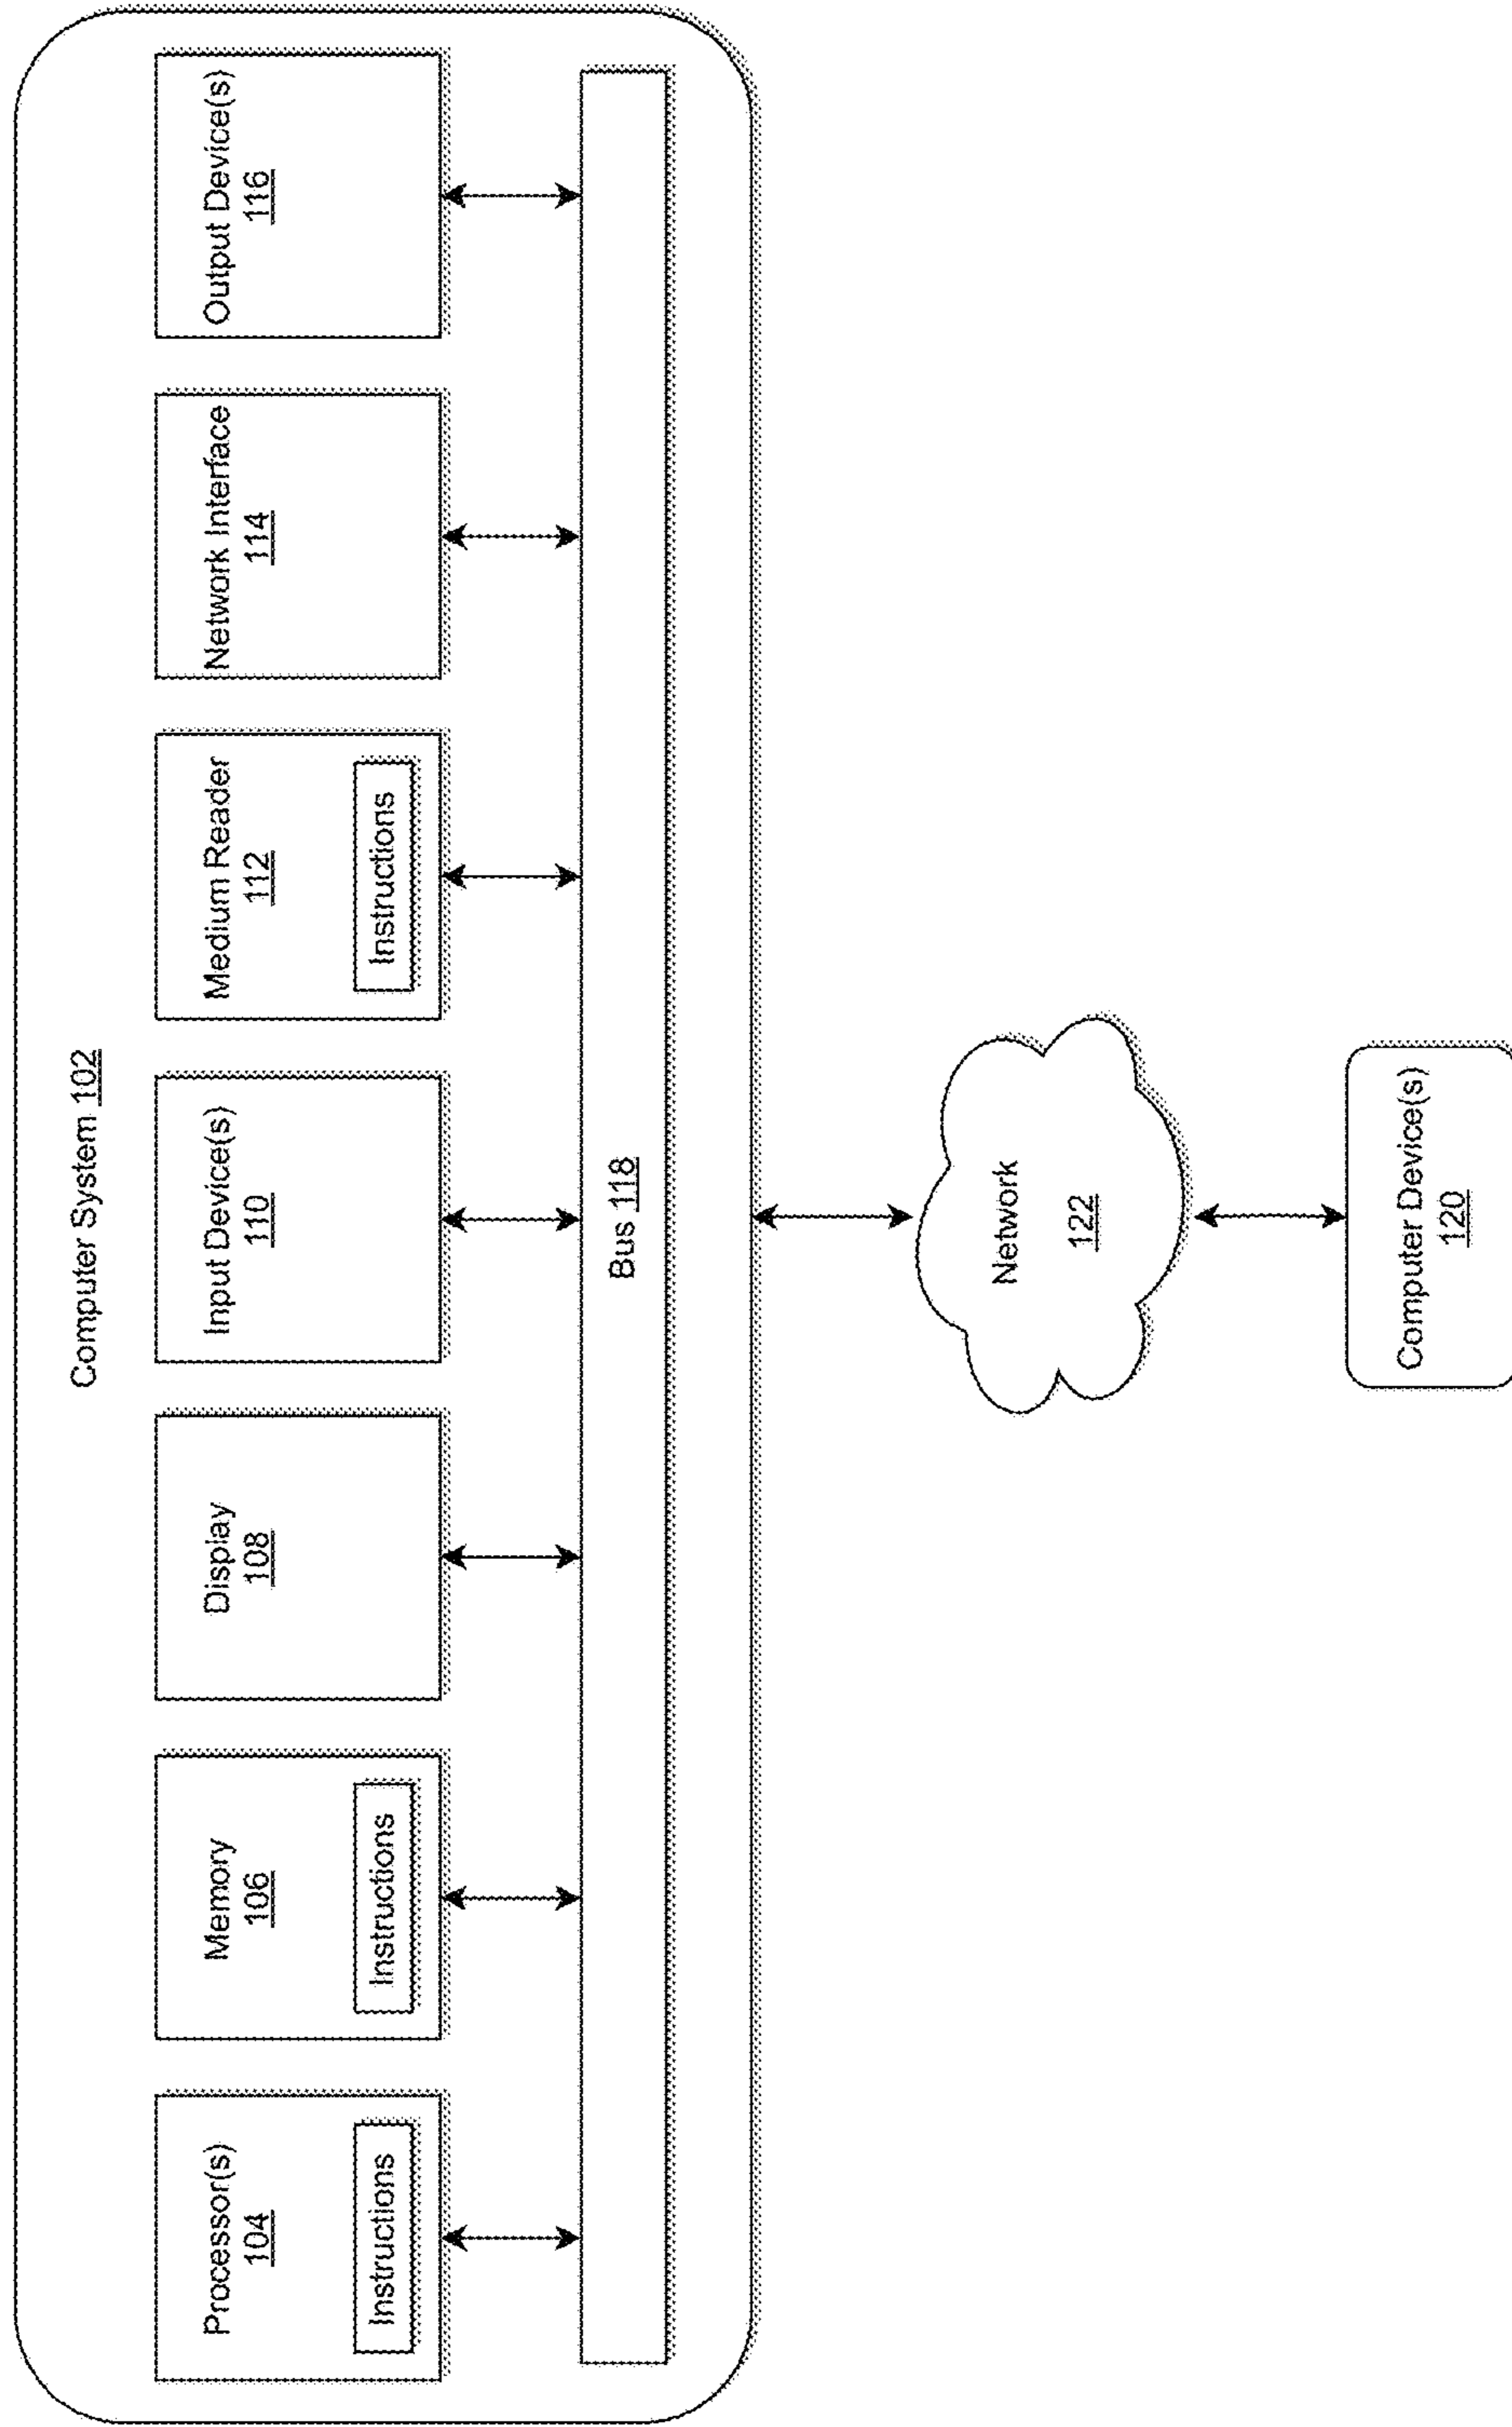 Computer System 102
Processor(s)
104
Instructions
Memory
106
Instructions
Display
108
Input Device(s)
110
Medium Reader
112
Instructions
Network Interface
114
Output Device(s)
116
Bus 118
Network
122
Computer Device(s)
120